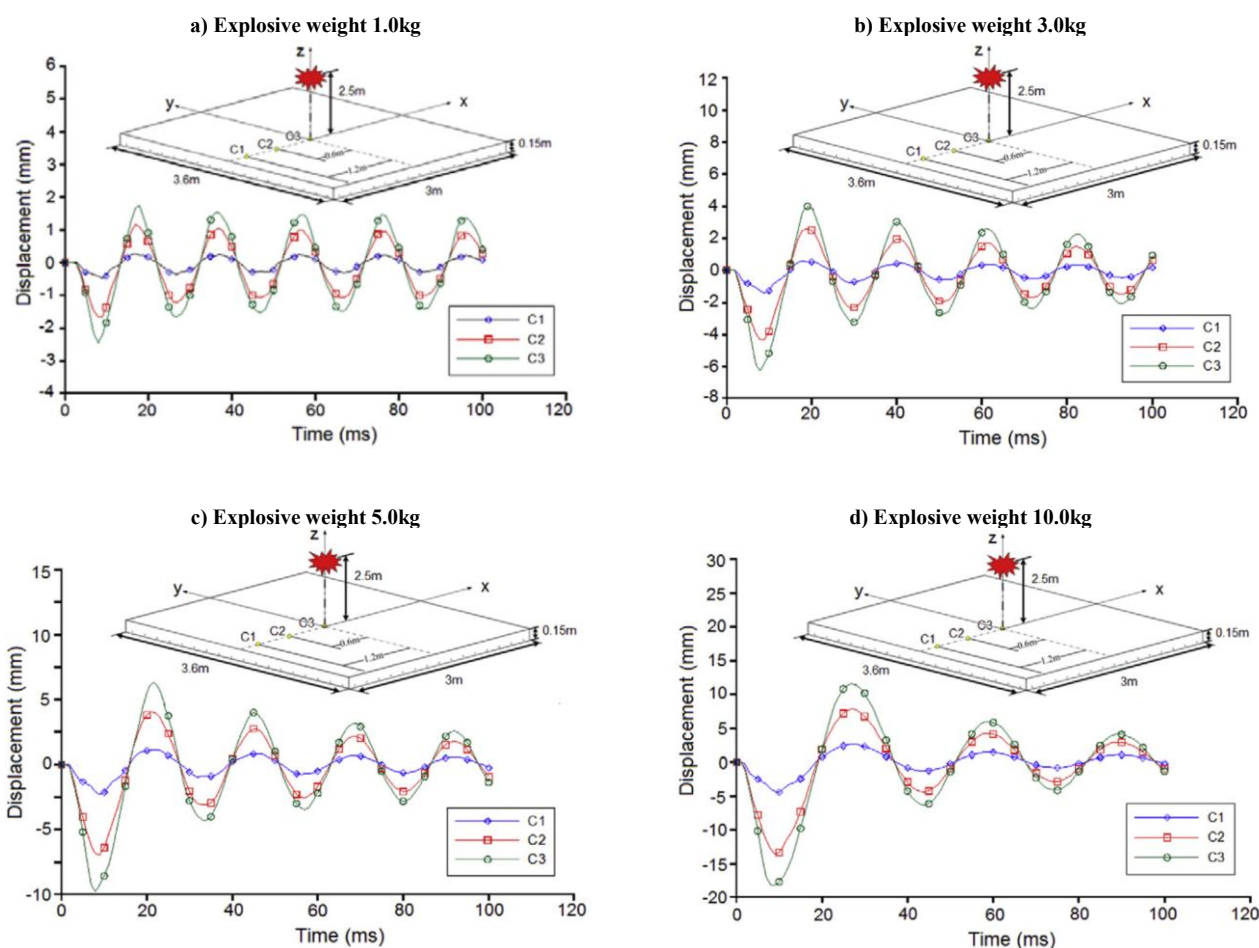 a) Explosive weight 1.0kg
Displacement (mm)
6
5
4
3
2
1
0
-1
-2
-3
-4
0 20 40 60 80 100 120
Time (ms)
z
2.5m
y
x
C3
C2
C1
0.6m
1.2m
0.15m
3.6m
3m
C1
C2
C3
b) Explosive weight 3.0kg
Displacement (mm)
12
10
8
6
4
2
0
-2
-4
-6
-8
0 20 40 60 80 100 120
Time (ms)
z
2.5m
y
x
C3
C2
C1
0.6m
1.2m
0.15m
3.6m
3m
C1
C2
C3
c) Explosive weight 5.0kg
Displacement (mm)
15
10
5
0
-5
-10
0 20 40 60 80 100 120
Time (ms)
z
2.5m
y
x
C3
C2
C1
0.6m
1.2m
0.15m
3.6m
3m
C1
C2
C3
d) Explosive weight 10.0kg
Displacement (mm)
30
25
20
15
10
5
0
-5
-10
-15
-20
0 20 40 60 80 100 120
Time (ms)
z
2.5m
y
x
C3
C2
C1
0.6m
1.2m
0.15m
3.6m
3m
C1
C2
C3